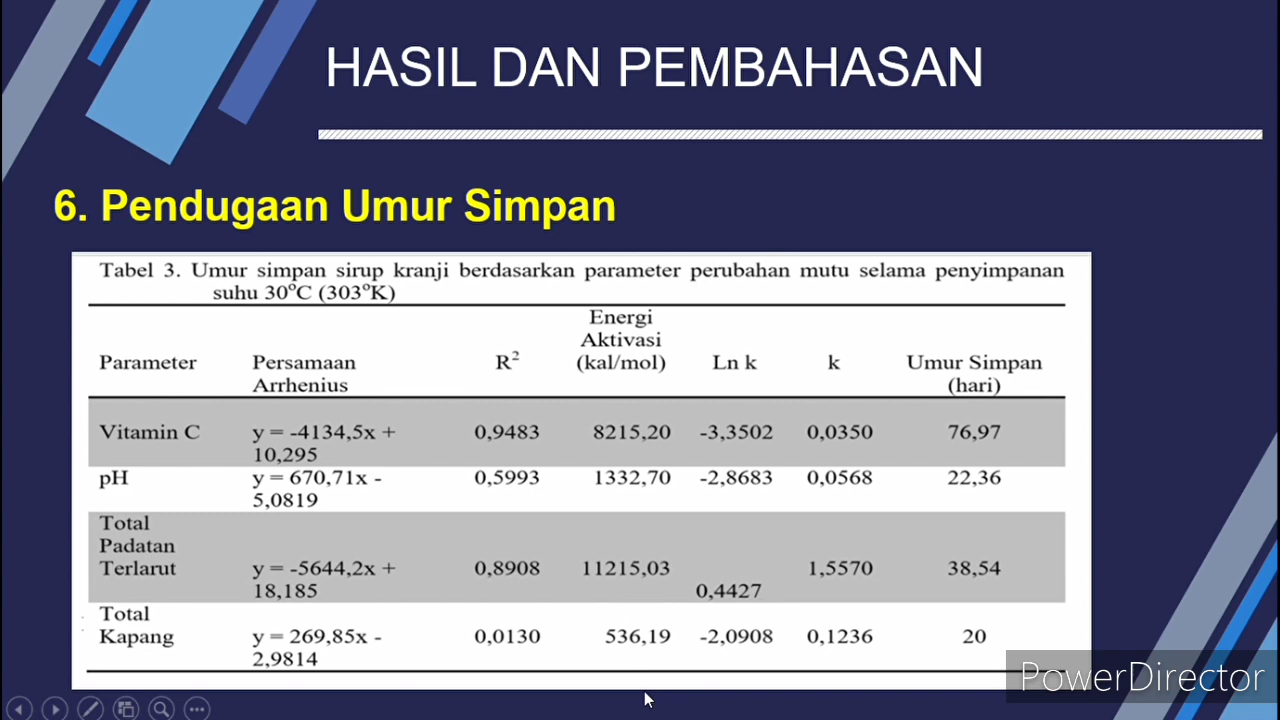 HASIL DAN PEMBAHASAN
6. Pendugaan Umur Simpan
Tabel 3. Umur simpan sirup kranji berdasarkan parameter perubahan mutu selama penyimpanan
suhu 30°C (303°K)
Parameter Persamaan Arrhenius R² Energi Aktivasi (kal/mol) Ln k k Umur Simpan (hari)
Vitamin C y = -4134,5x + 10,295 0,9483 8215,20 -3,3502 0,0350 76,97
pH y = 670,71x - 5,0819 0,5993 1332,70 -2,8683 0,0568 22,36
Total Padatan Terlarut y = -5644,2x + 18,185 0,8908 11215,03 0,4427 1,5570 38,54
Total Kapang y = 269,85x - 2,9814 0,0130 536,19 -2,0908 0,1236 20
PowerDirector